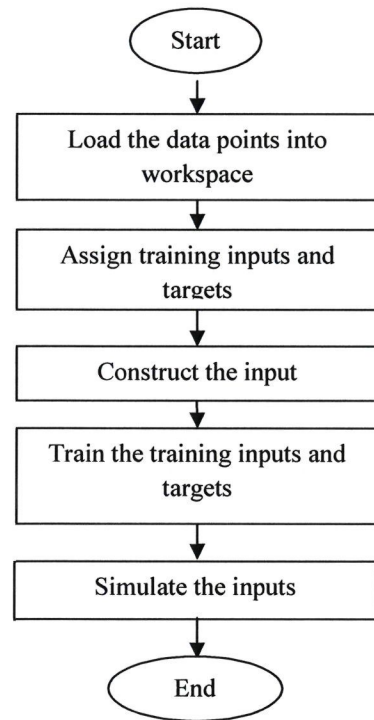 Start
Load the data points into
workspace
Assign training inputs and
targets
Construct the input
Train the training inputs and
targets
Simulate the inputs
End